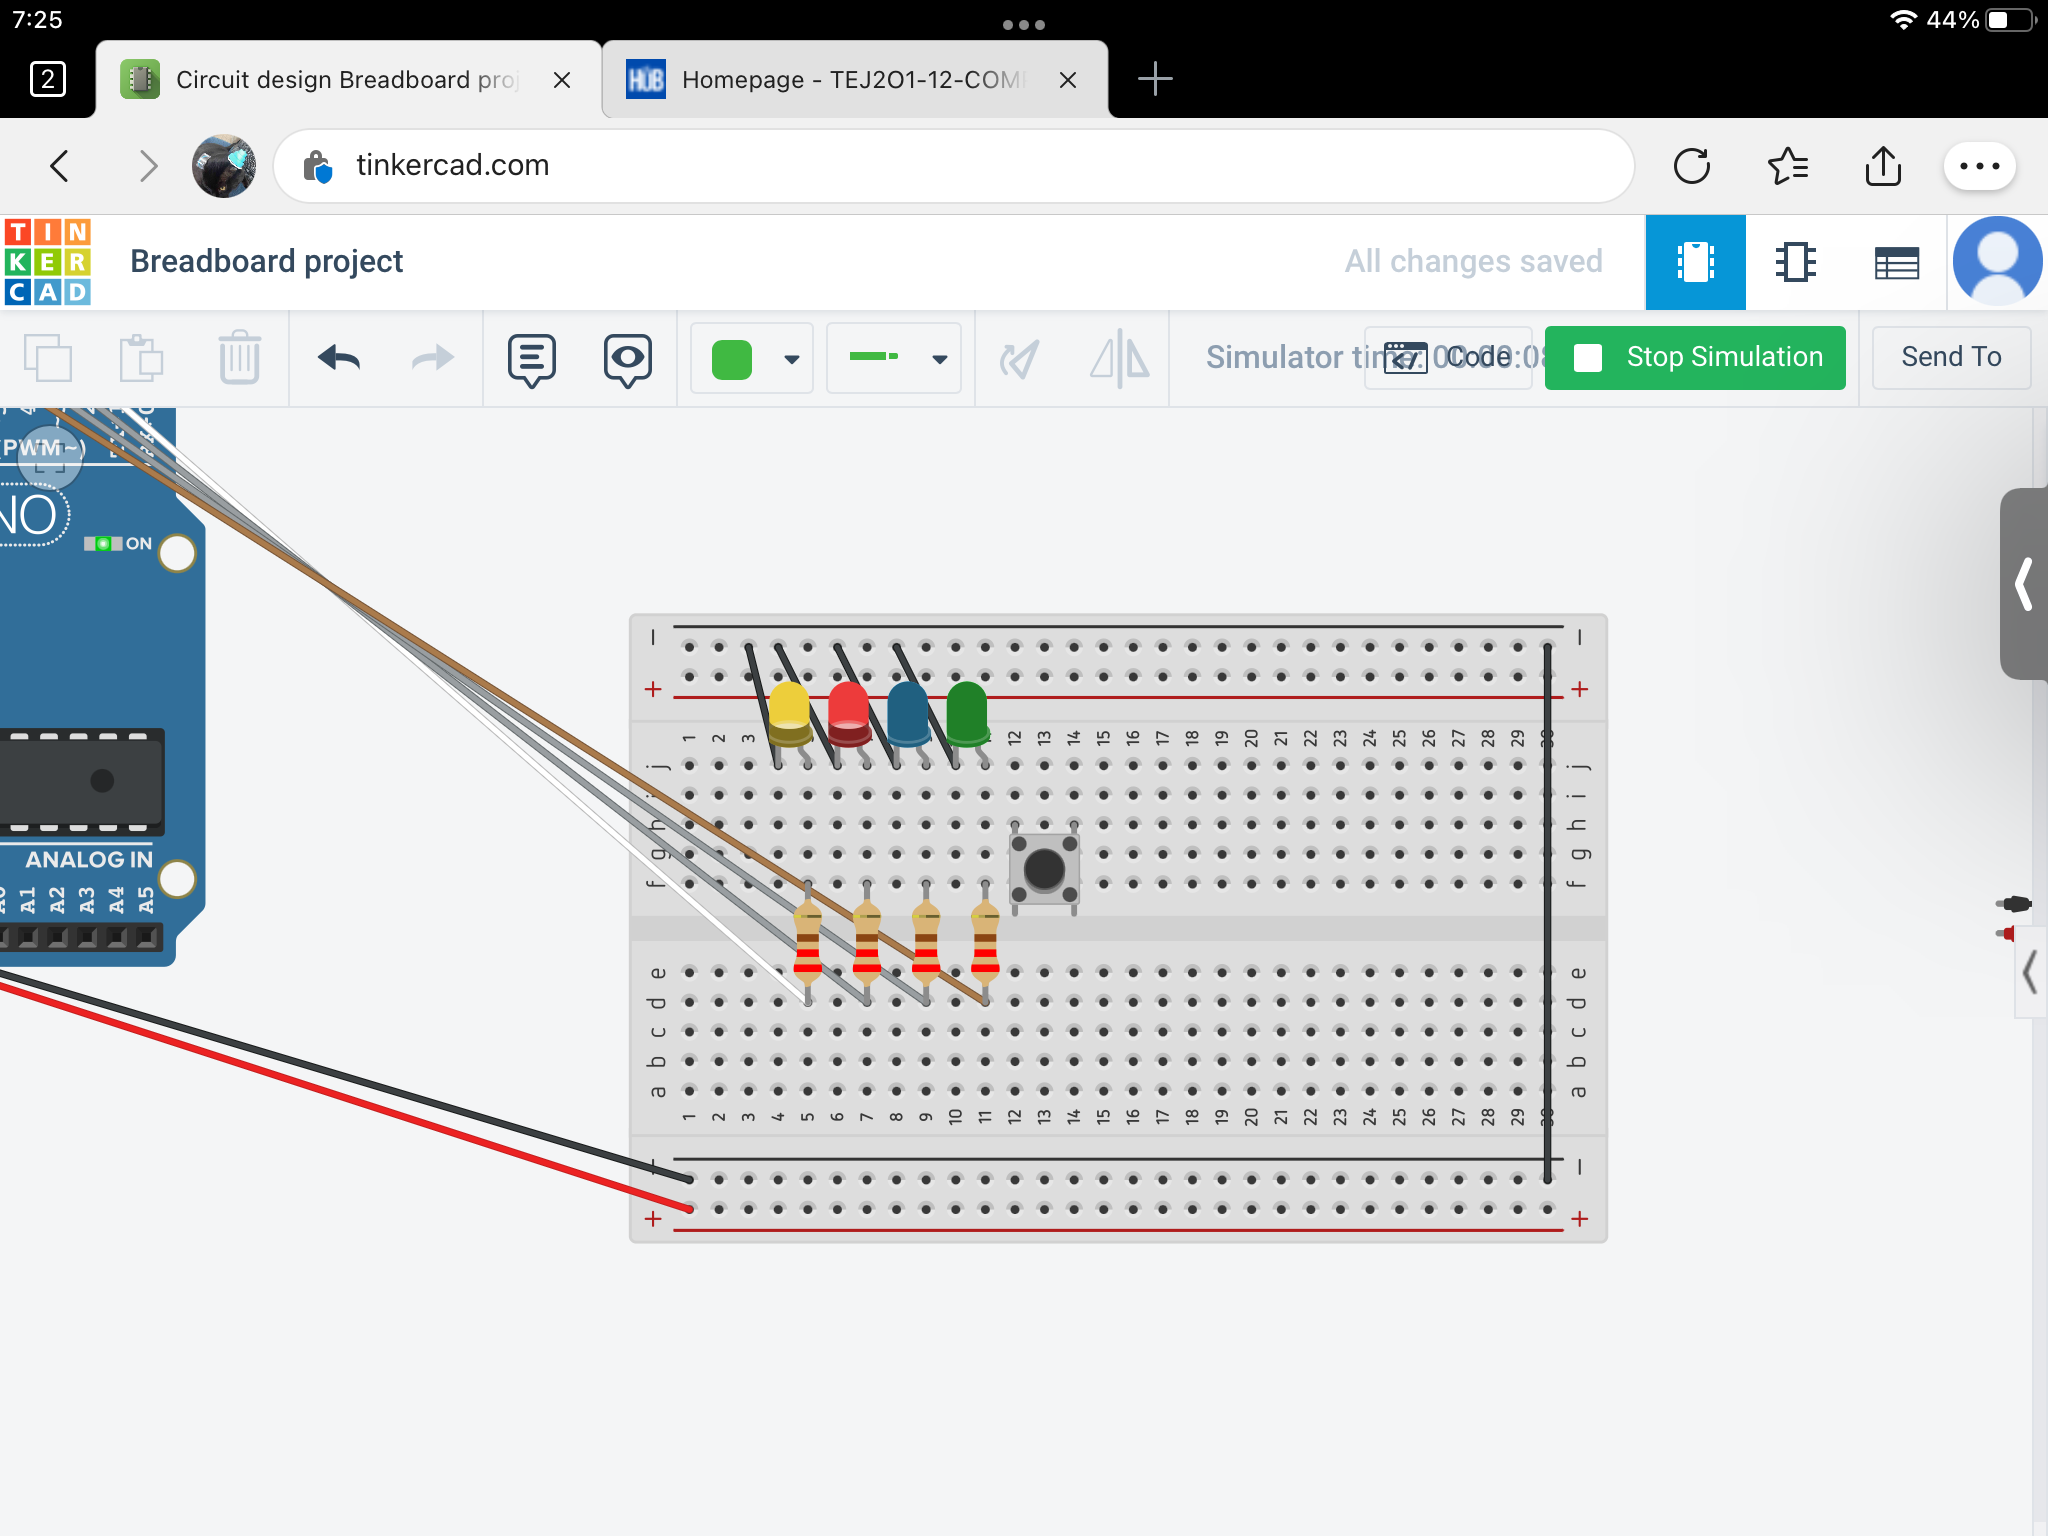 7:25
44%
2
Circuit design Breadboard proj
Homepage - TEJ2O1-12-COM
tinkercad.com
TIN
KER
CAD
Breadboard project
All changes saved
Simulator time: 00:00:08
Code
Stop Simulation
Send To
(PWM~)
NO
ON
ANALOG IN
A0 A1 A2 A3 A4 A5
− −
+ +
1 2 3 12 13 14 15 16 17 18 19 20 21 22 23 24 25 26 27 28 29 30
j j
i i
h h
g g
f f
e e
d d
c c
b b
a a
1 2 3 4 5 6 7 8 9 10 11 12 13 14 15 16 17 18 19 20 21 22 23 24 25 26 27 28 29 30
− −
+ +